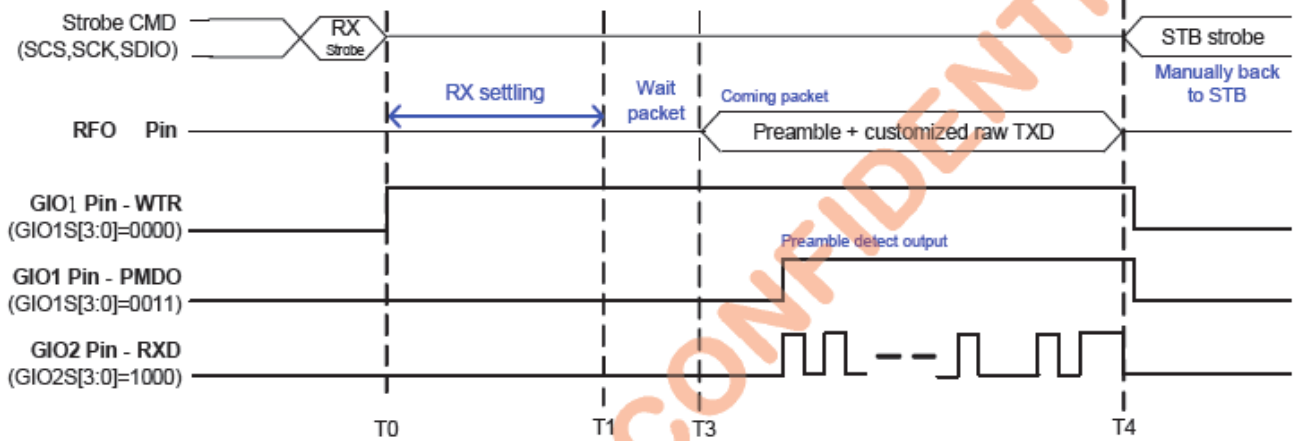 Strobe CMD
(SCS,SCK,SDIO)
RX
Strobe
STB strobe
Manually back
to STB
RX settling
Wait
packet
Coming packet
RFO Pin
Preamble + customized raw TXD
GIO1 Pin - WTR
(GIO1S[3:0]=0000)
Preamble detect output
GIO1 Pin - PMDO
(GIO1S[3:0]=0011)
GIO2 Pin - RXD
(GIO2S[3:0]=1000)
T0
T1
T3
T4
CONFIDENT